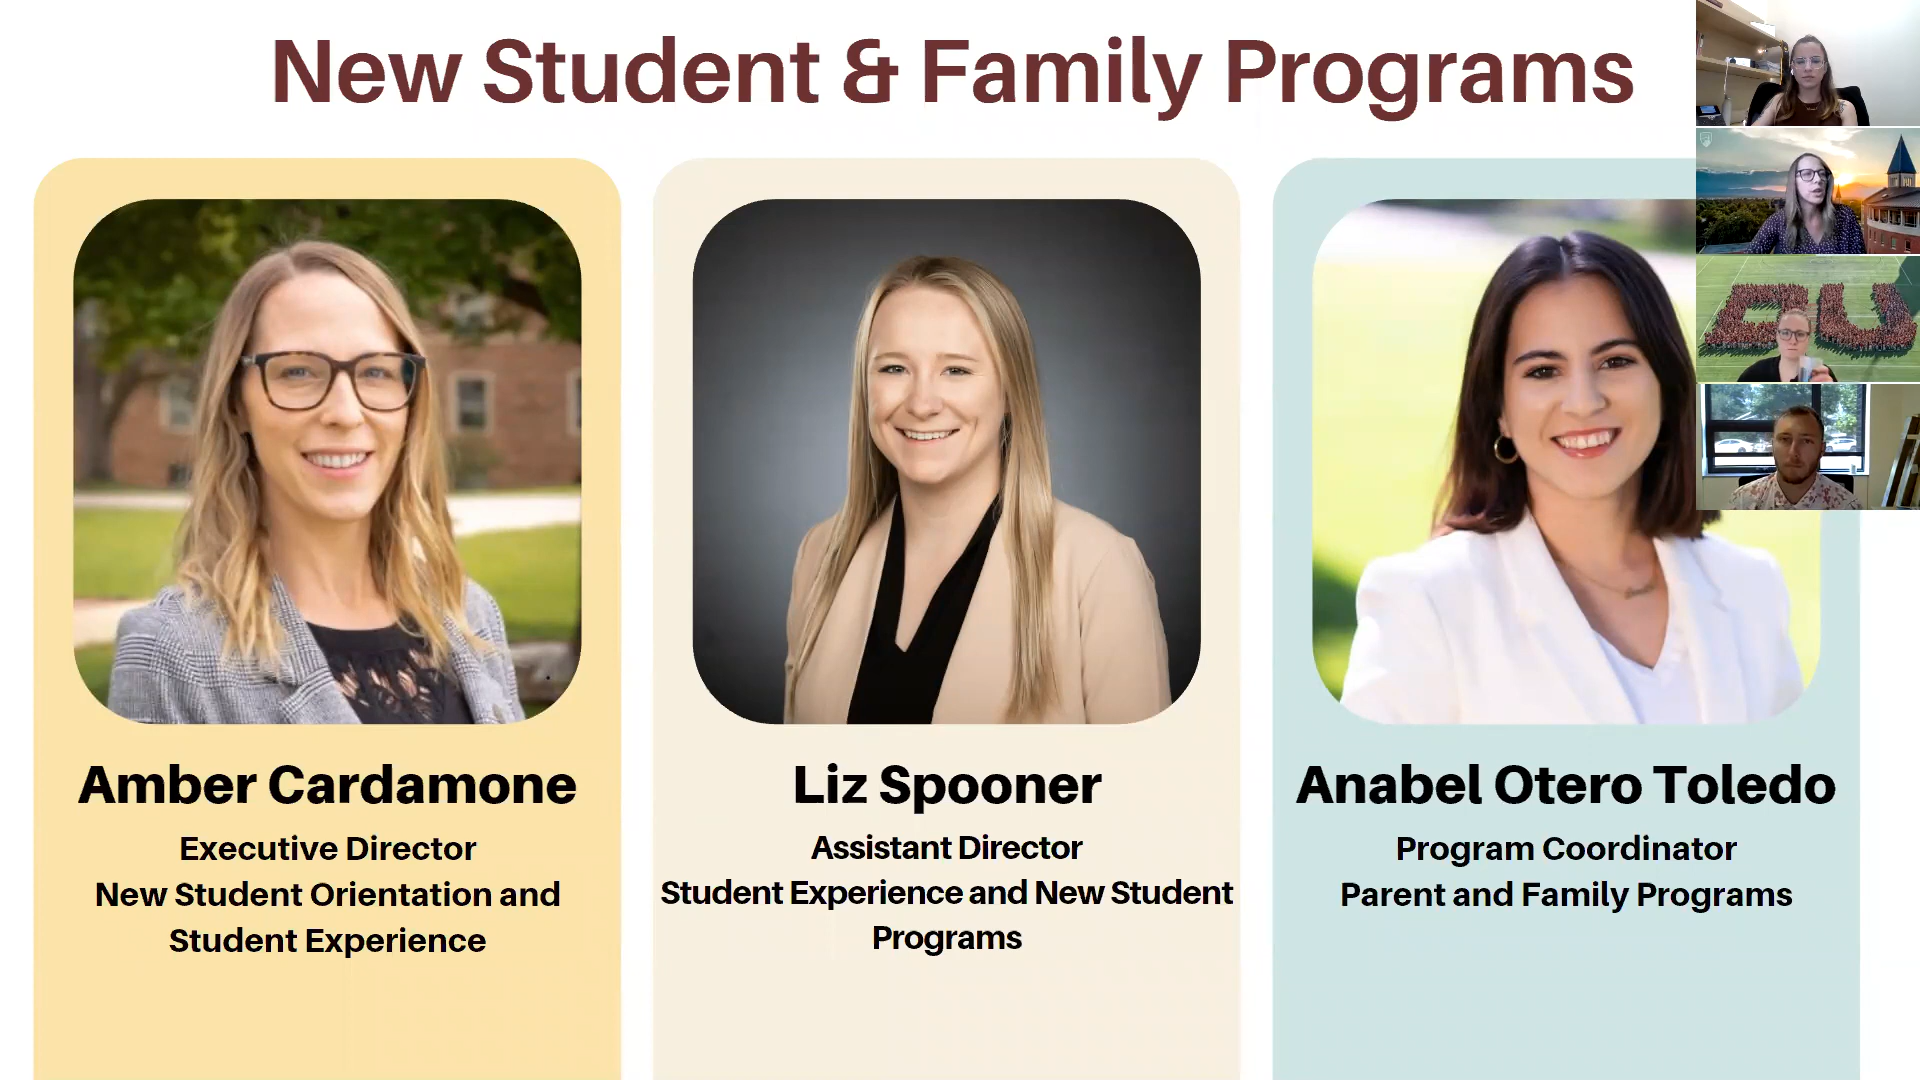 New Student & Family Programs
Amber Cardamone
Executive Director
New Student Orientation and
Student Experience
Liz Spooner
Assistant Director
Student Experience and New Student
Programs
Anabel Otero Toledo
Program Coordinator
Parent and Family Programs
DU